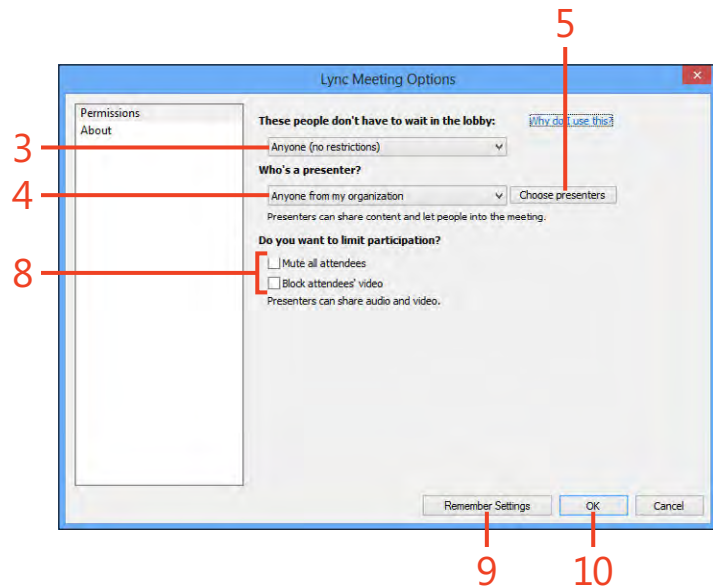 5
Lync Meeting Options
Permissions
About
These people don't have to wait in the lobby:
Why do I use this?
3
Anyone (no restrictions)
Who's a presenter?
4
Anyone from my organization
Choose presenters
Presenters can share content and let people into the meeting.
Do you want to limit participation?
8
Mute all attendees
Block attendees' video
Presenters can share audio and video.
Remember Settings
OK
Cancel
9
10